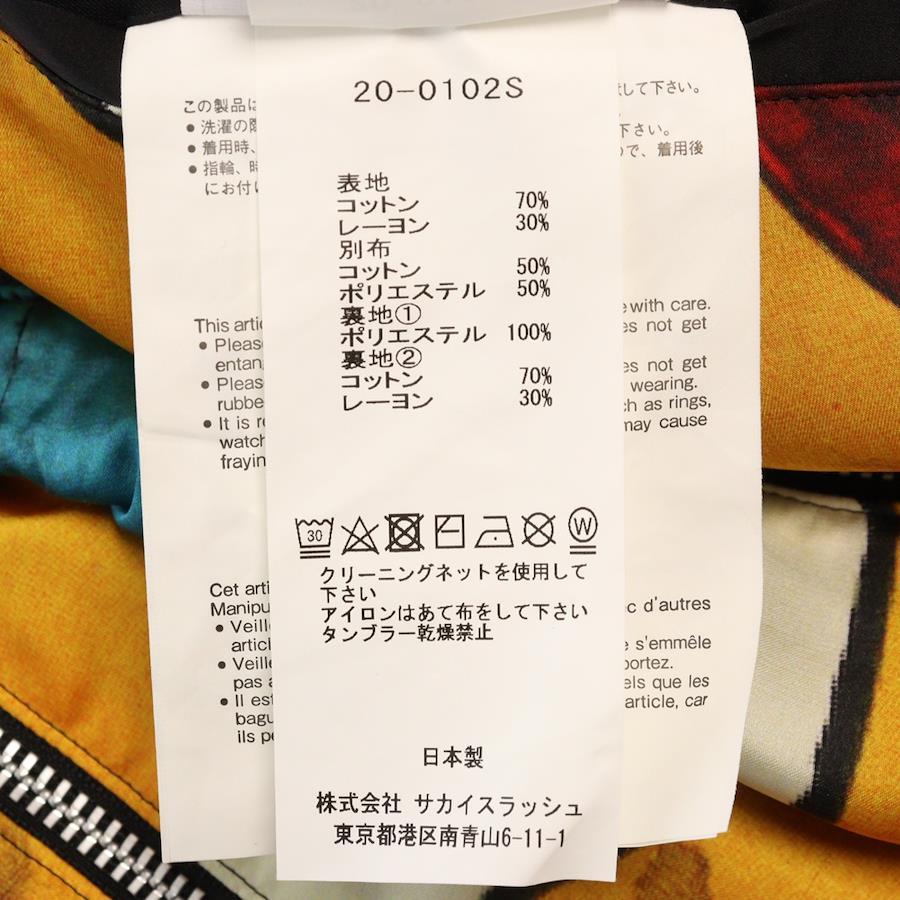 20-0102S
表地
コットン 70%
レーヨン 30%
別布
コットン 50%
ポリエステル 50%
裏地①
ポリエステル 100%
裏地②
コットン 70%
レーヨン 30%
30
W
クリーニングネットを使用して
下さい
アイロンはあて布をして下さい
タンブラー乾燥禁止
日本製
株式会社 サカイスラッシュ
東京都港区南青山6-11-1
この製品は
して下さい。
● 洗濯の際
下さい。
● 着用時、
で、着用後
● 指輪、時
にお付け
This artic
with care.
● Please
es not get
entang
● Please
es not get
rubbe
wearing.
● It is re
ch as rings,
watch
may cause
frayin
Cet arti
Manipu
c d'autres
● Veille
articl
e s'emmêle
● Veille
portez.
pas a
els que les
● Il est
article, car
bagu
ils pe